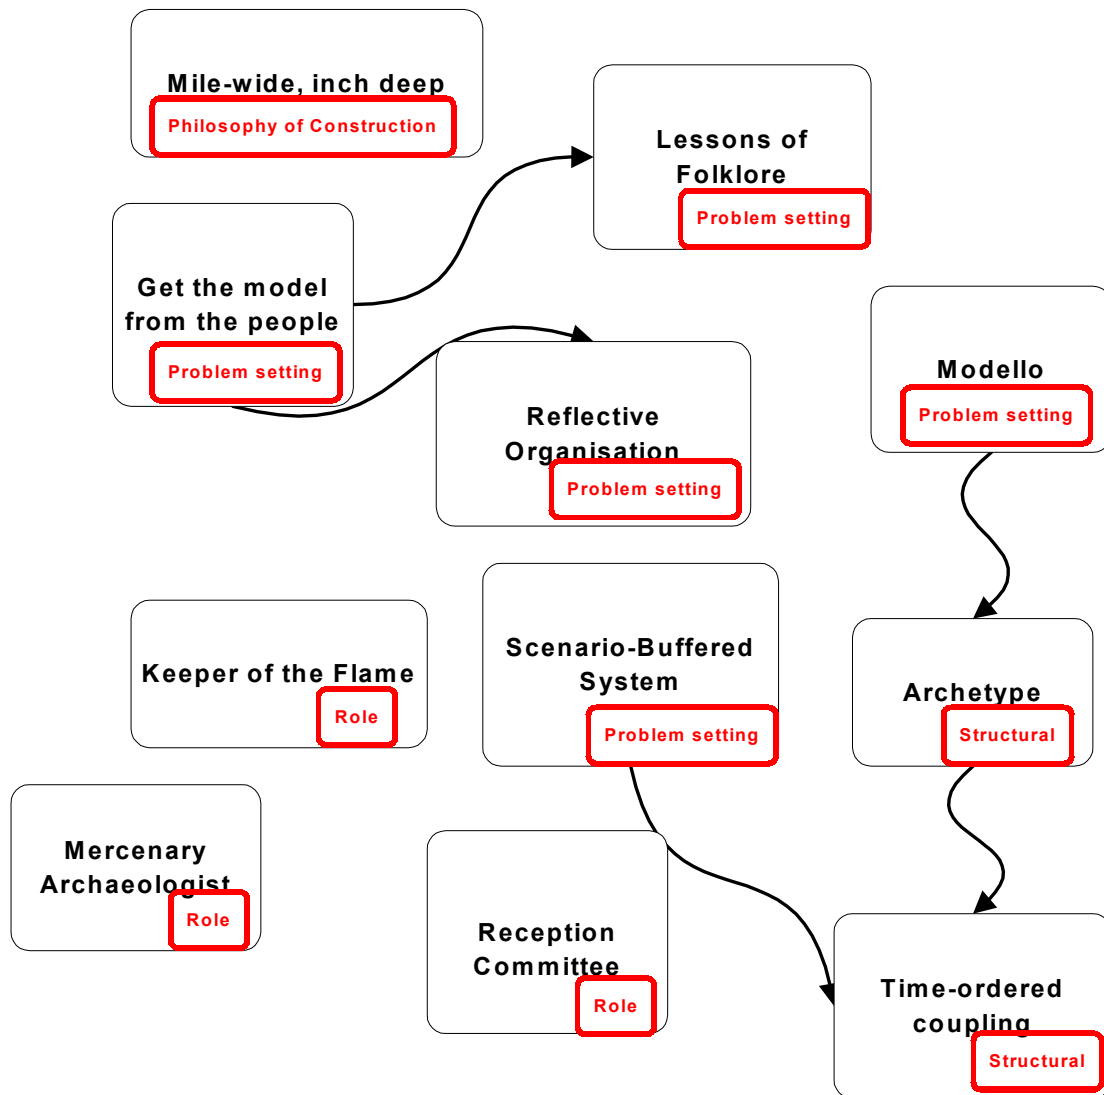 Mile-wide, inch deep
Philosophy of Construction
Lessons of
Folklore
Problem setting
Get the model
from the people
Problem setting
Reflective
Organisation
Problem setting
Modello
Problem setting
Keeper of the Flame
Role
Scenario-Buffered
System
Problem setting
Archetype
Structural
Mercenary
Archaeologist
Role
Reception
Committee
Role
Time-ordered
coupling
Structural